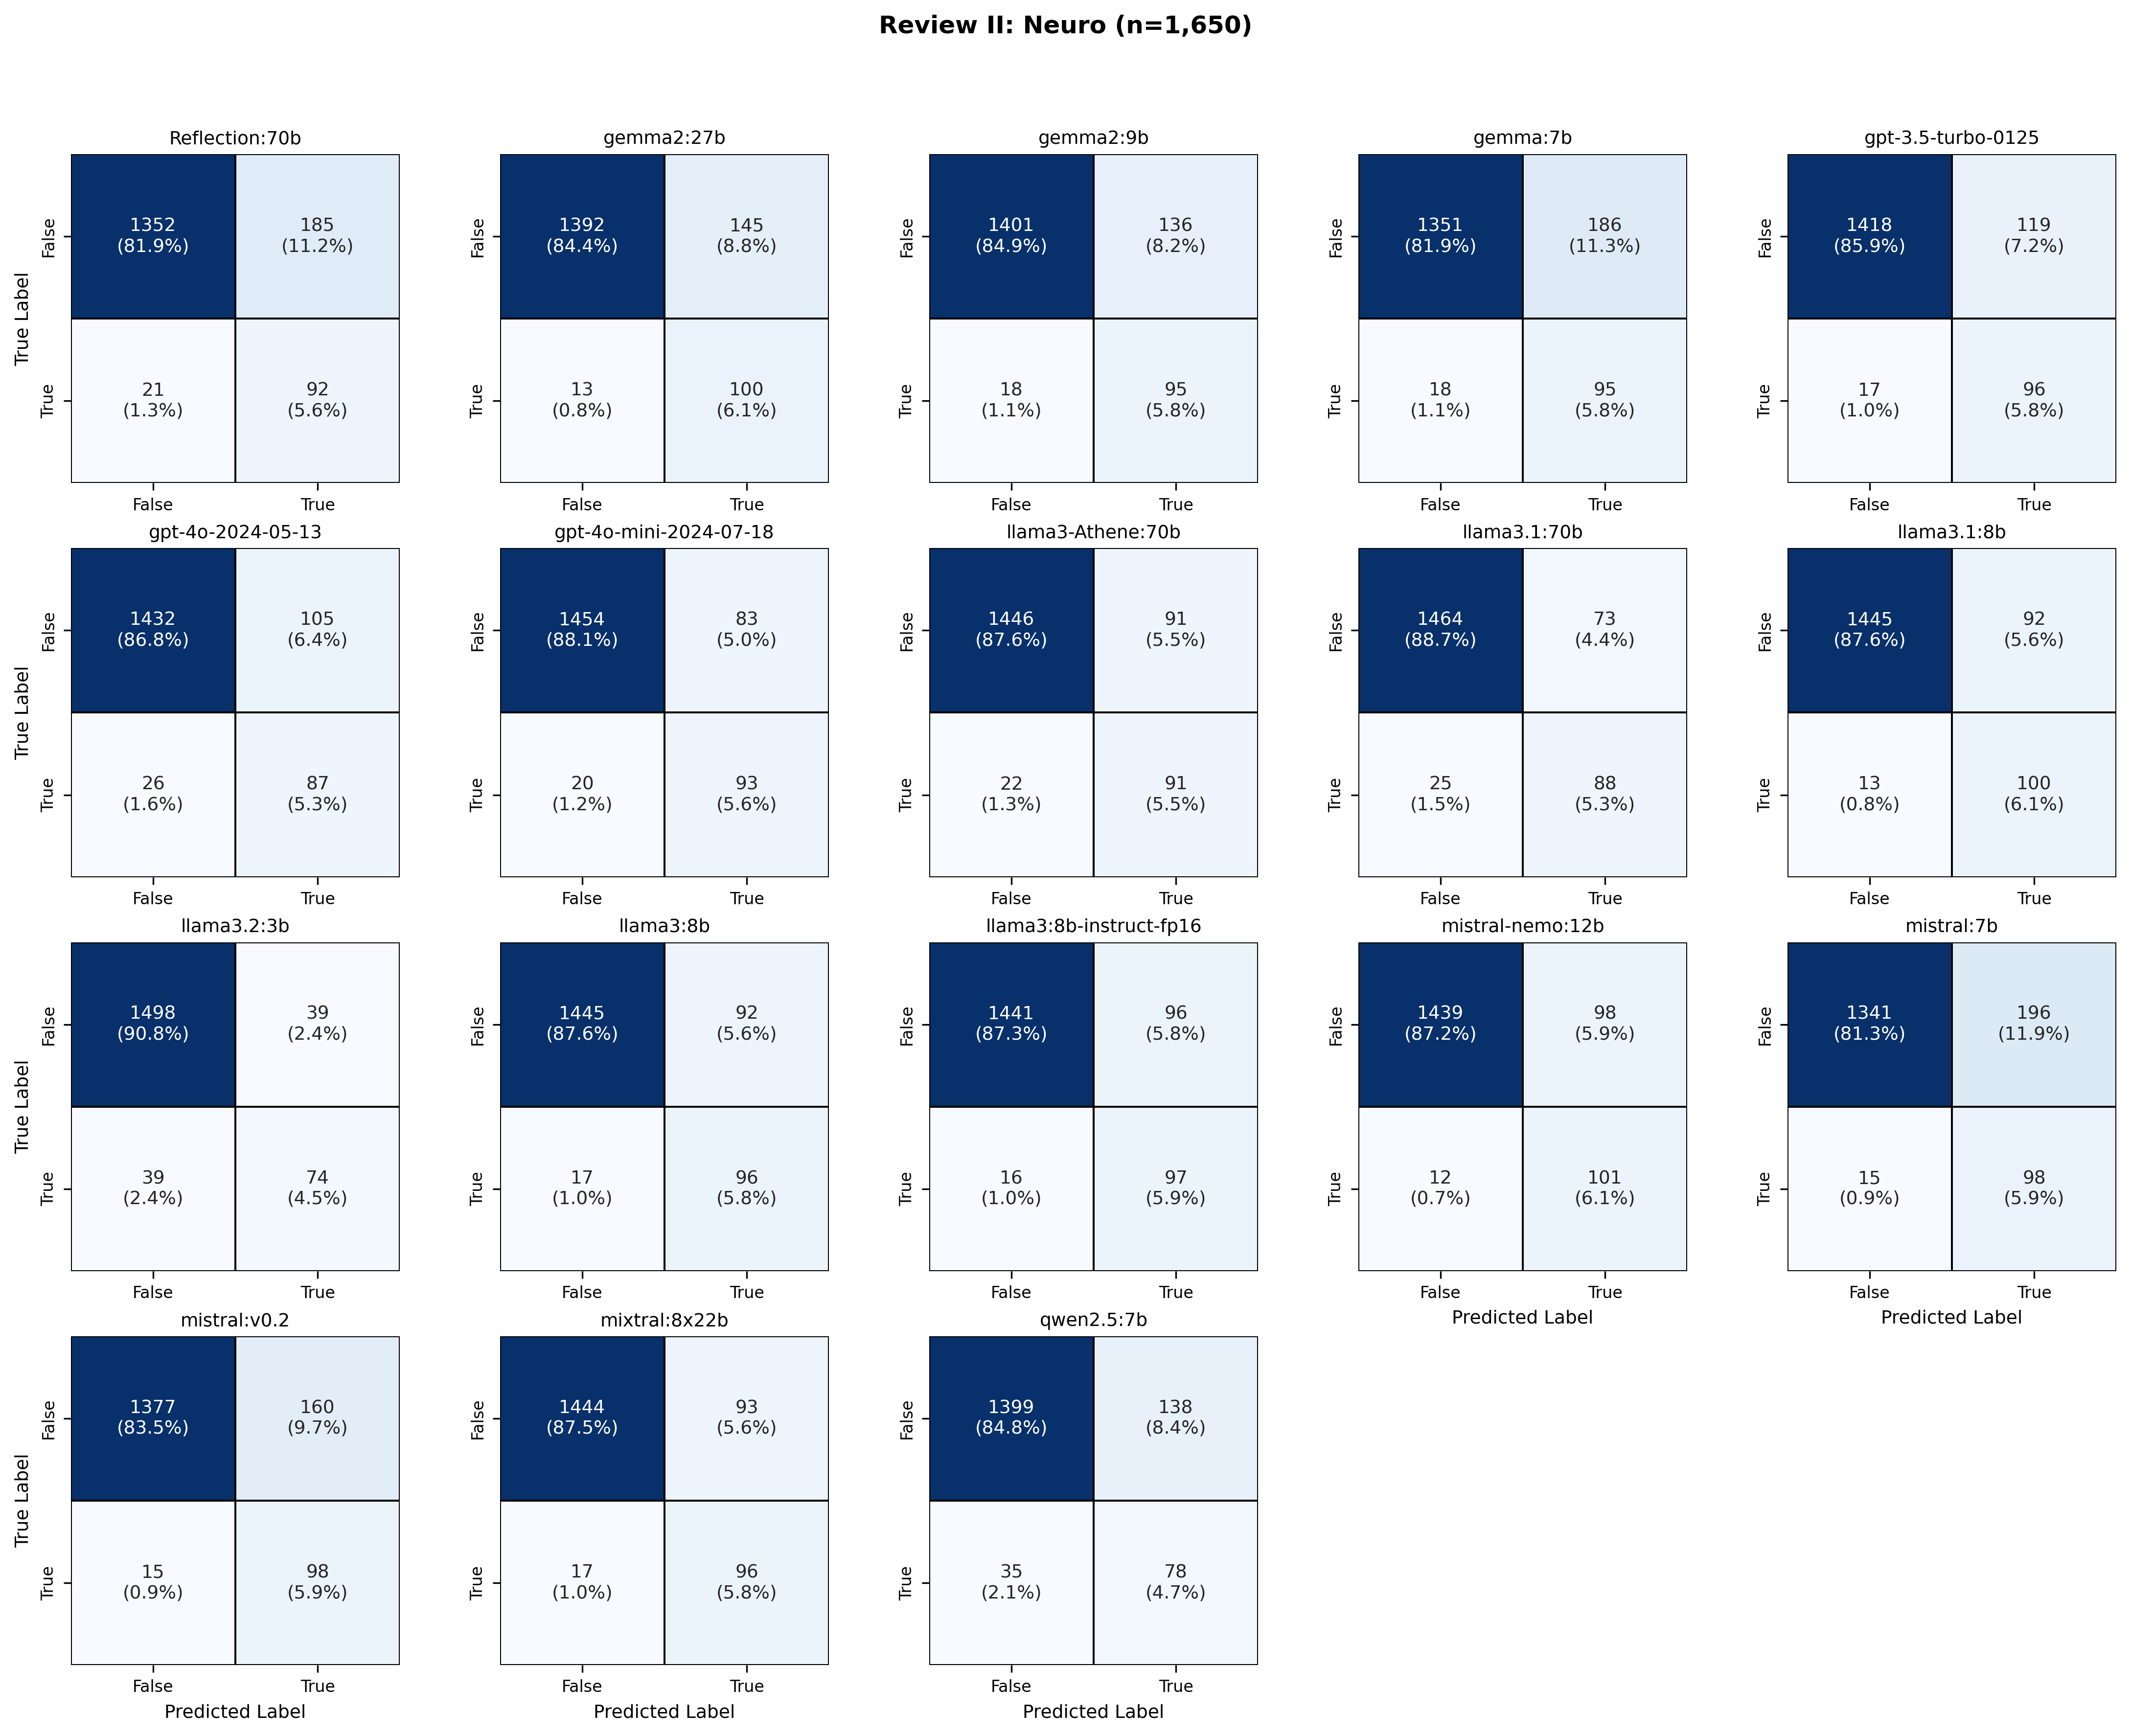 Review II: Neuro (n=1,650)
Reflection:70b
True Label
False
True
1352
(81.9%)
185
(11.2%)
21
(1.3%)
92
(5.6%)
False
True
gemma2:27b
False
True
1392
(84.4%)
145
(8.8%)
13
(0.8%)
100
(6.1%)
False
True
gemma2:9b
False
True
1401
(84.9%)
136
(8.2%)
18
(1.1%)
95
(5.8%)
False
True
gemma:7b
False
True
1351
(81.9%)
186
(11.3%)
18
(1.1%)
95
(5.8%)
False
True
gpt-3.5-turbo-0125
False
True
1418
(85.9%)
119
(7.2%)
17
(1.0%)
96
(5.8%)
False
True
gpt-4o-2024-05-13
True Label
False
True
1432
(86.8%)
105
(6.4%)
26
(1.6%)
87
(5.3%)
False
True
gpt-4o-mini-2024-07-18
False
True
1454
(88.1%)
83
(5.0%)
20
(1.2%)
93
(5.6%)
False
True
llama3-Athene:70b
False
True
1446
(87.6%)
91
(5.5%)
22
(1.3%)
91
(5.5%)
False
True
llama3.1:70b
False
True
1464
(88.7%)
73
(4.4%)
25
(1.5%)
88
(5.3%)
False
True
llama3.1:8b
False
True
1445
(87.6%)
92
(5.6%)
13
(0.8%)
100
(6.1%)
False
True
llama3.2:3b
True Label
False
True
1498
(90.8%)
39
(2.4%)
39
(2.4%)
74
(4.5%)
False
True
llama3:8b
False
True
1445
(87.6%)
92
(5.6%)
17
(1.0%)
96
(5.8%)
False
True
llama3:8b-instruct-fp16
False
True
1441
(87.3%)
96
(5.8%)
16
(1.0%)
97
(5.9%)
False
True
mistral-nemo:12b
False
True
1439
(87.2%)
98
(5.9%)
12
(0.7%)
101
(6.1%)
False
True
Predicted Label
mistral:7b
False
True
1341
(81.3%)
196
(11.9%)
15
(0.9%)
98
(5.9%)
False
True
Predicted Label
mistral:v0.2
True Label
False
True
1377
(83.5%)
160
(9.7%)
15
(0.9%)
98
(5.9%)
False
True
Predicted Label
mixtral:8x22b
False
True
1444
(87.5%)
93
(5.6%)
17
(1.0%)
96
(5.8%)
False
True
Predicted Label
qwen2.5:7b
False
True
1399
(84.8%)
138
(8.4%)
35
(2.1%)
78
(4.7%)
False
True
Predicted Label